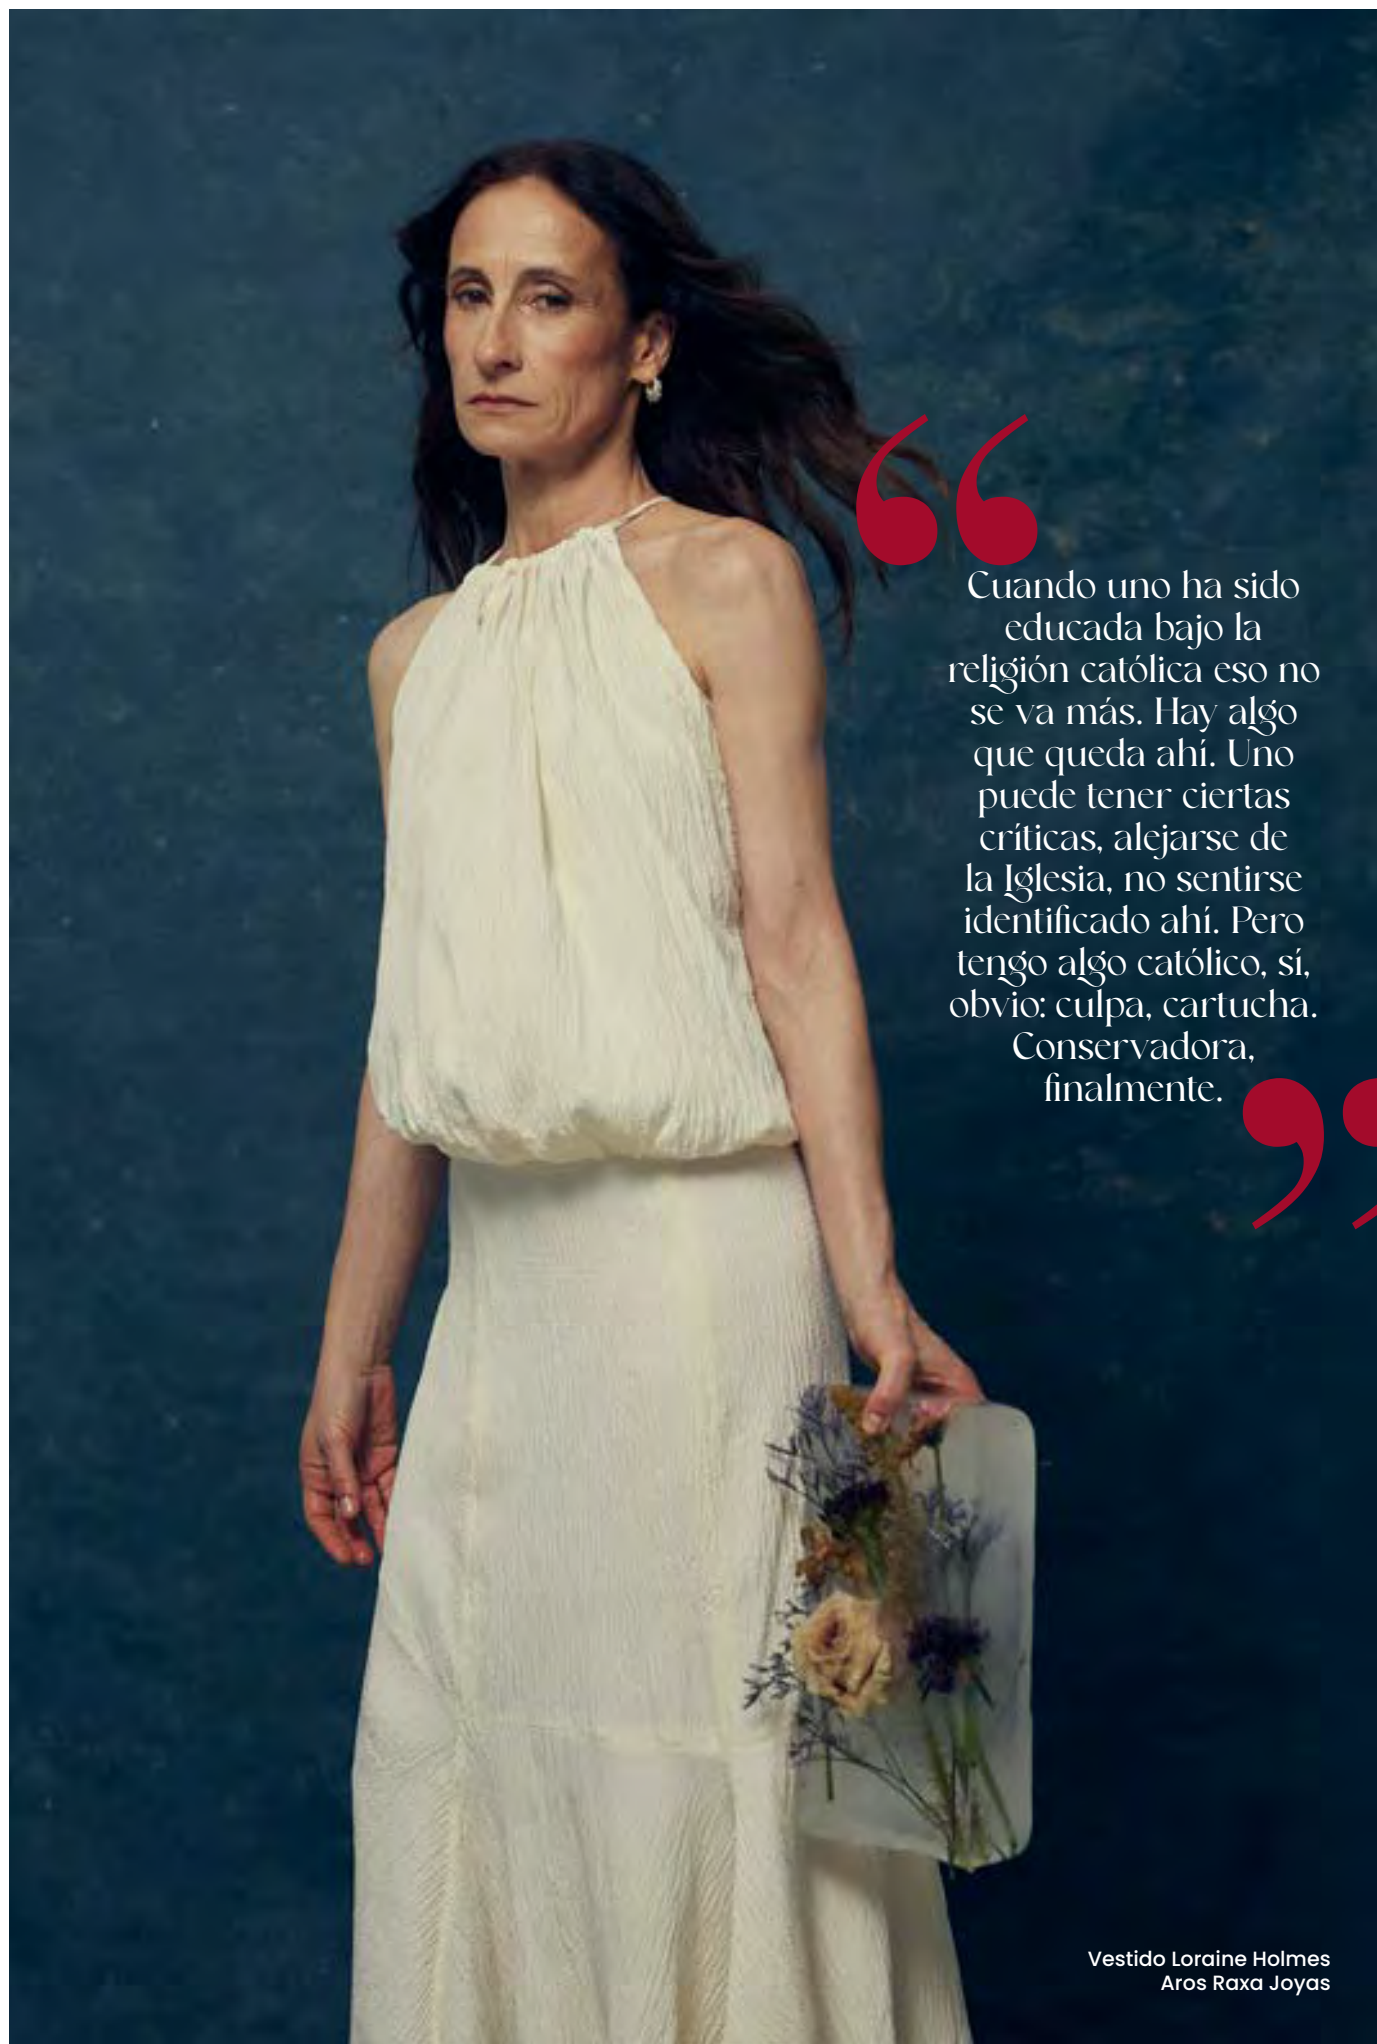 “
Cuando uno ha sido
educada bajo la
religión católica eso no
se va más. Hay algo
que queda ahí. Uno
puede tener ciertas
críticas, alejarse de
la Iglesia, no sentirse
identificado ahí. Pero
tengo algo católico, sí,
obvio: culpa, cartucha.
Conservadora,
finalmente.
”
Vestido Loraine Holmes
Aros Raxa Joyas